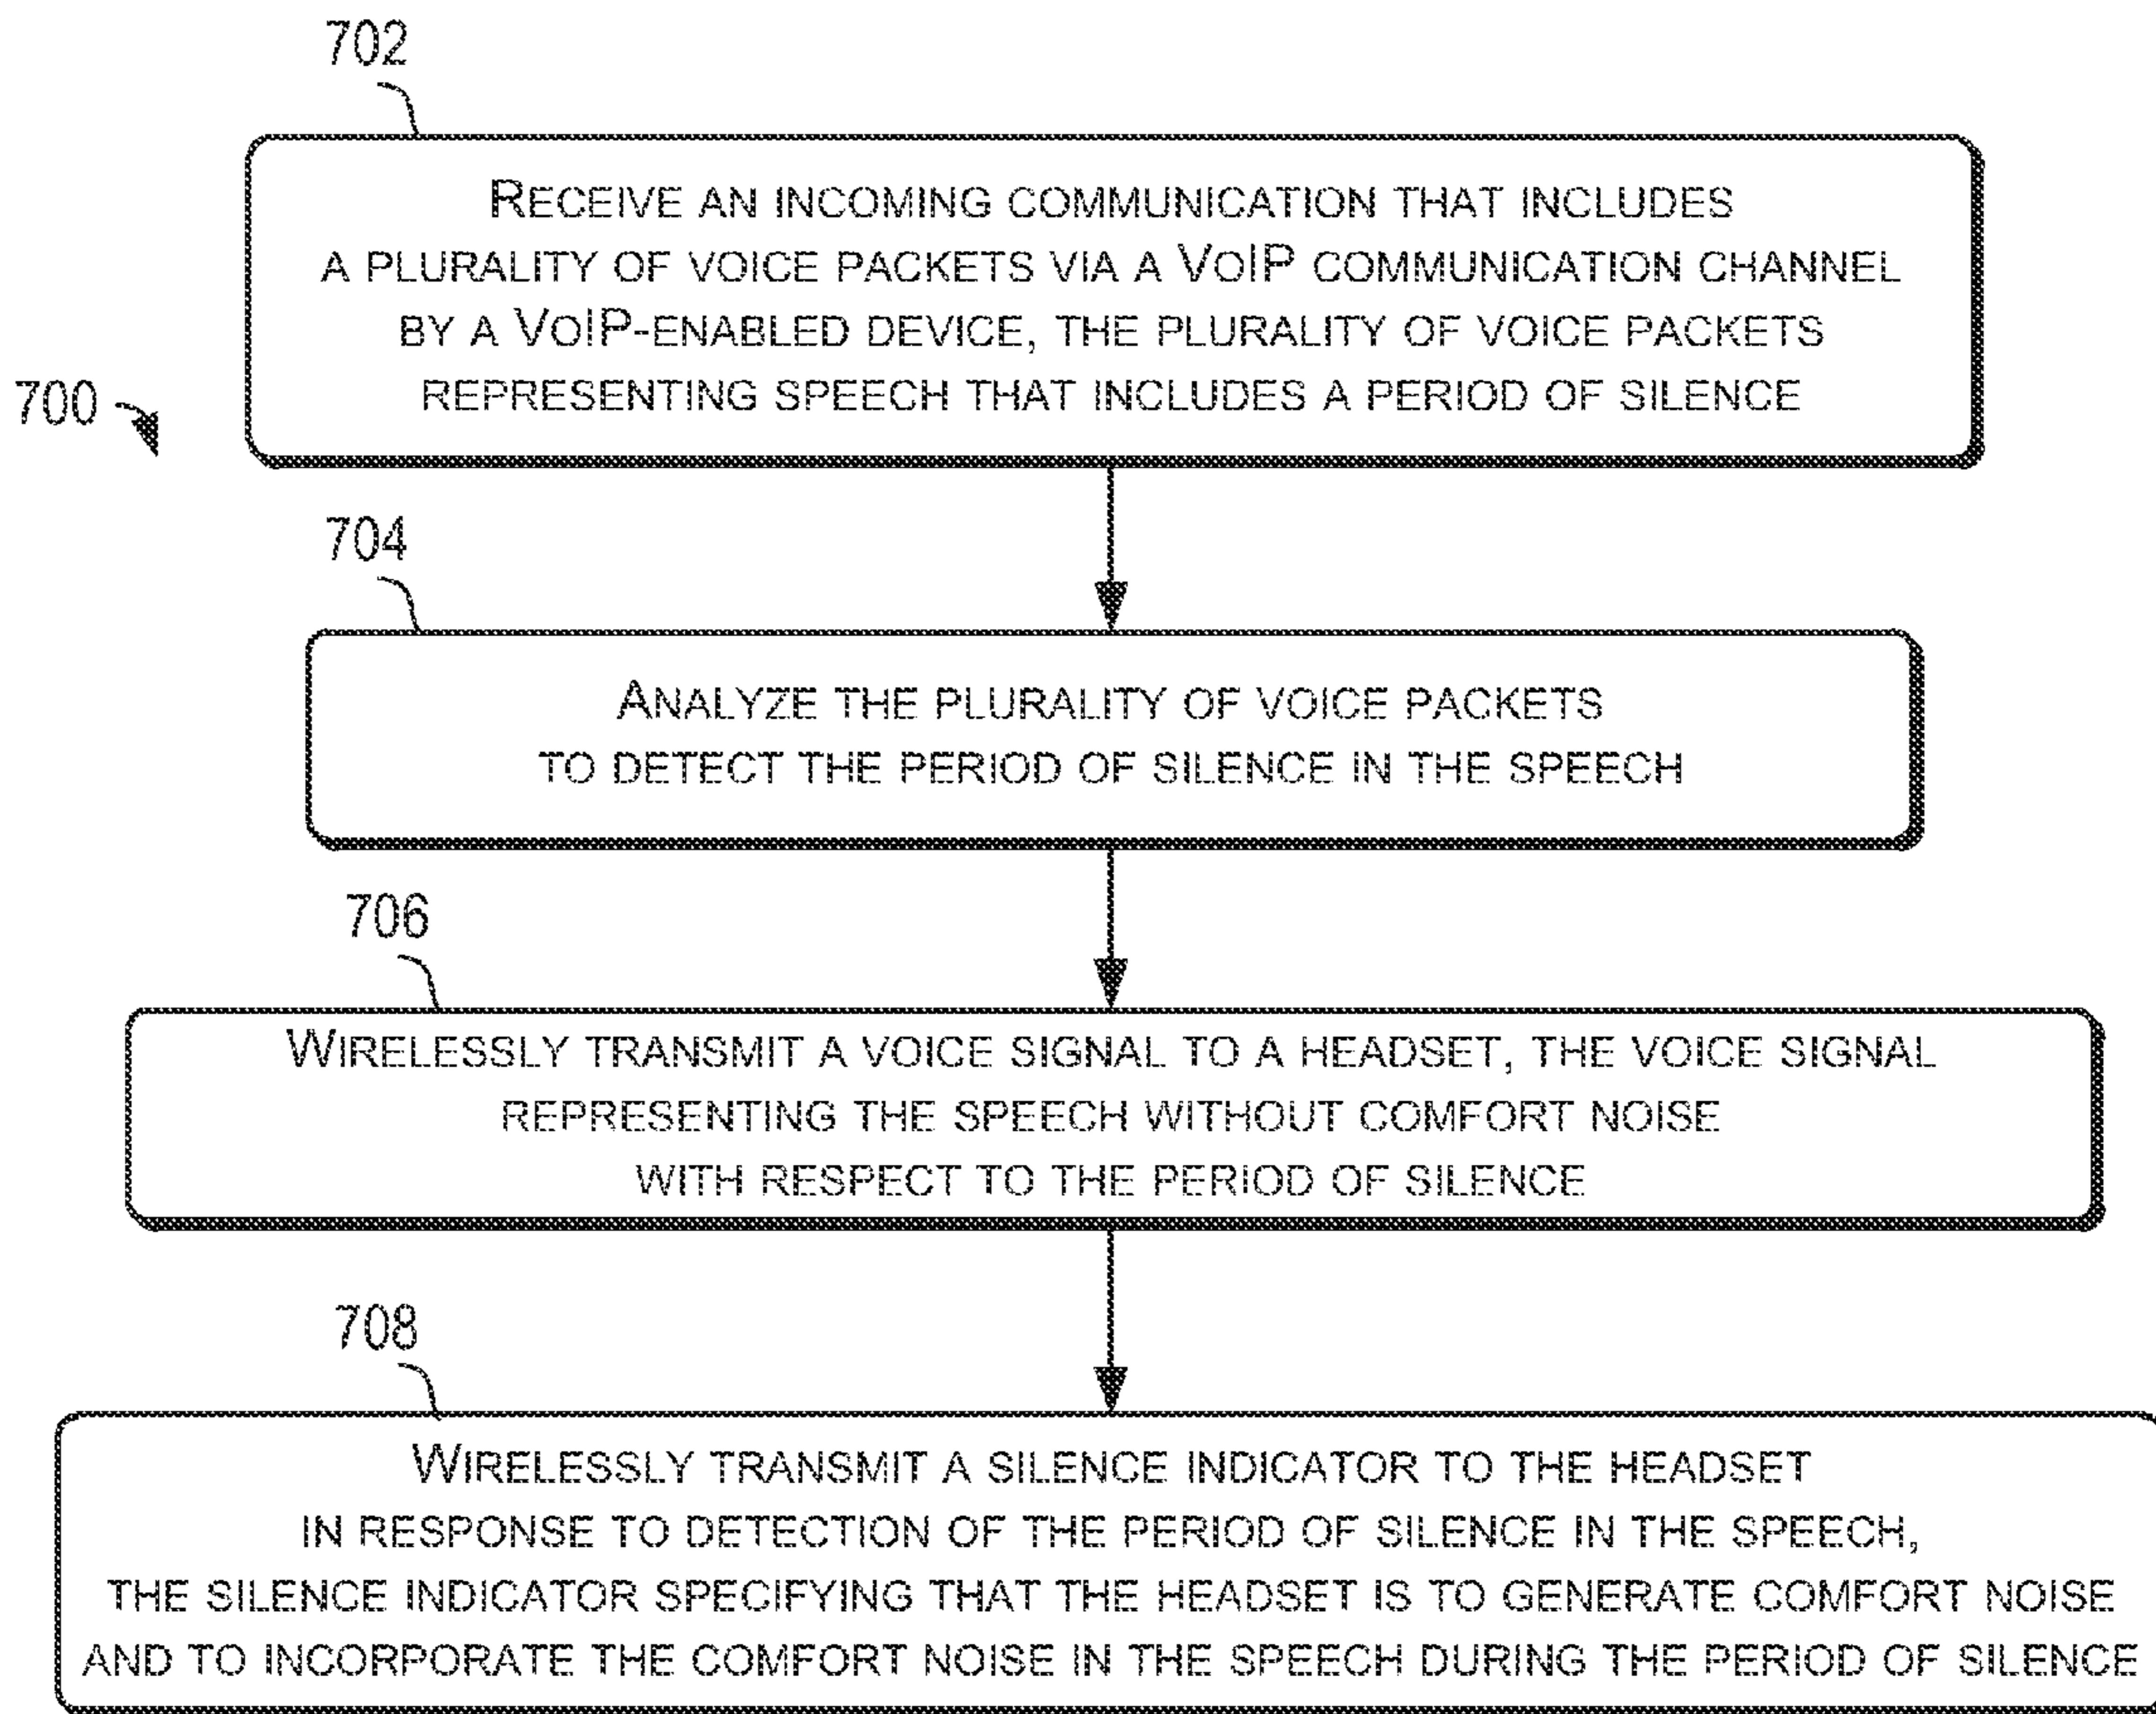 702
RECEIVE AN INCOMING COMMUNICATION THAT INCLUDES
A PLURALITY OF VOICE PACKETS VIA A VOIP COMMUNICATION CHANNEL
BY A VOIP-ENABLED DEVICE, THE PLURALITY OF VOICE PACKETS
REPRESENTING SPEECH THAT INCLUDES A PERIOD OF SILENCE
700
704
ANALYZE THE PLURALITY OF VOICE PACKETS
TO DETECT THE PERIOD OF SILENCE IN THE SPEECH
706
WIRELESSLY TRANSMIT A VOICE SIGNAL TO A HEADSET, THE VOICE SIGNAL
REPRESENTING THE SPEECH WITHOUT COMFORT NOISE
WITH RESPECT TO THE PERIOD OF SILENCE
708
WIRELESSLY TRANSMIT A SILENCE INDICATOR TO THE HEADSET
IN RESPONSE TO DETECTION OF THE PERIOD OF SILENCE IN THE SPEECH,
THE SILENCE INDICATOR SPECIFYING THAT THE HEADSET IS TO GENERATE COMFORT NOISE
AND TO INCORPORATE THE COMFORT NOISE IN THE SPEECH DURING THE PERIOD OF SILENCE